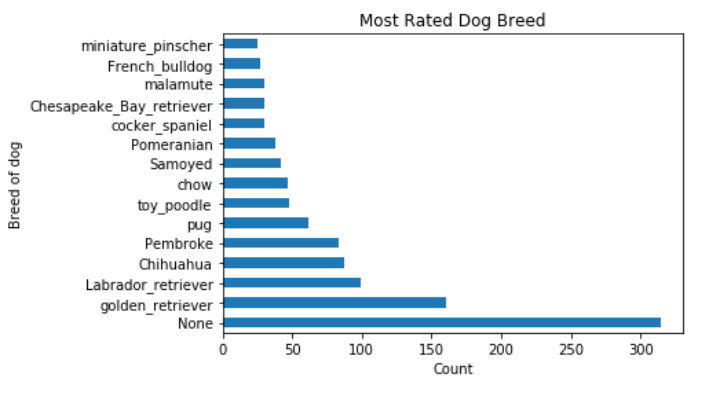 Most Rated Dog Breed
miniature_pinscher
French_bulldog
malamute
Chesapeake_Bay_retriever
cocker_spaniel
Pomeranian
Samoyed
chow
toy_poodle
pug
Pembroke
Chihuahua
Labrador_retriever
golden_retriever
None
Breed of dog
0 50 100 150 200 250 300
Count